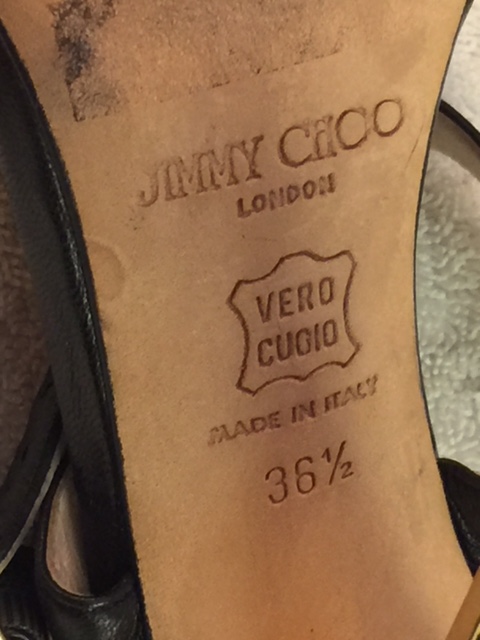 JIMMY CHOO
LONDON
VERO
CUOIO
MADE IN ITALY
36½